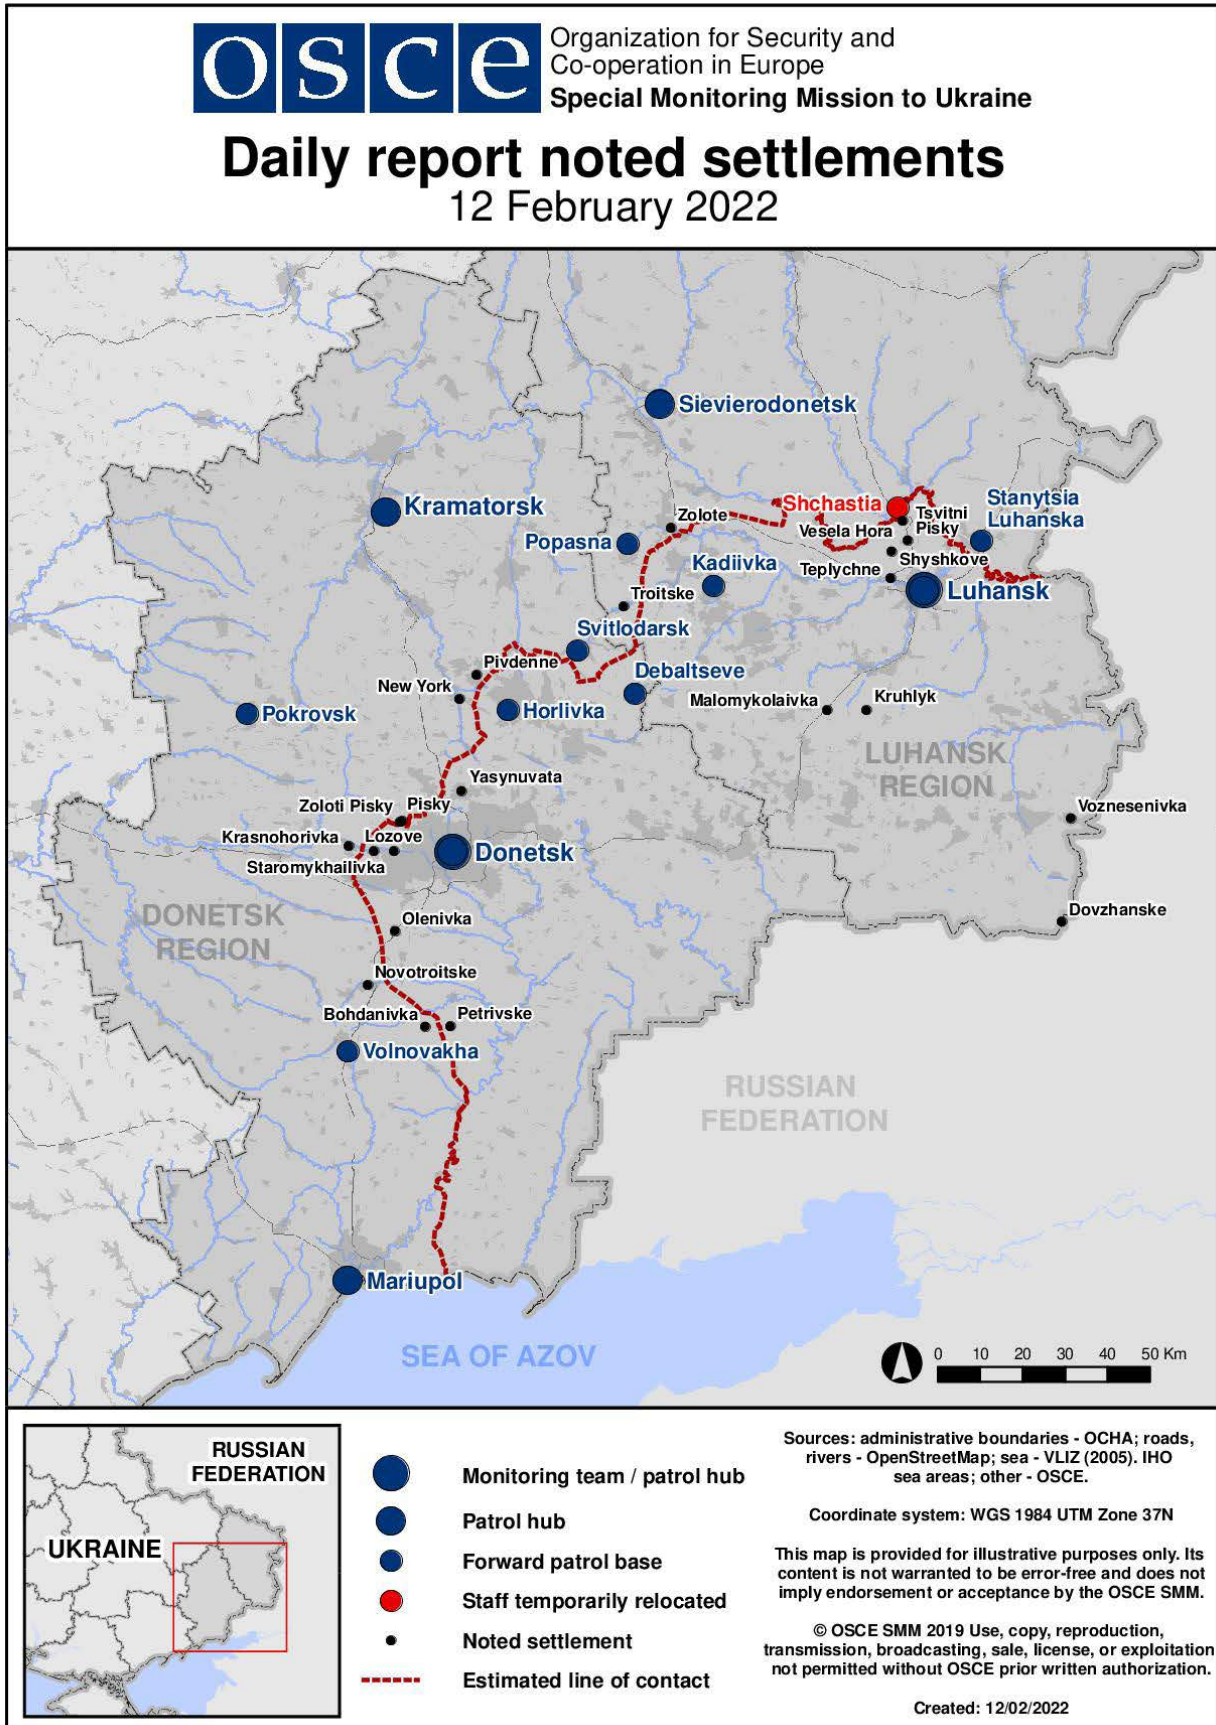 osce
Organization for Security and
Co-operation in Europe
Special Monitoring Mission to Ukraine
Daily report noted settlements
12 February 2022
Sievierodonetsk
Kramatorsk
Shchastia
Stanytsia
Luhanska
Zolote
Tsvitni
Pisky
Vesela Hora
Popasna
Kadiivka
Shyshkove
Teplychne
Luhansk
Troitske
Svitlodarsk
Pivdenne
Debaltseve
New York
Malomykolaivka
Kruhlyk
Pokrovsk
Horlivka
LUHANSK
REGION
Yasynuvata
Zoloti Pisky
Pisky
Voznesenivka
Krasnohorivka
Lozove
Donetsk
Staromykhailivka
DONETSK
REGION
Olenivka
Dovzhanske
Novotroitske
Bohdanivka
Petrivske
Volnovakha
RUSSIAN
FEDERATION
Mariupol
SEA OF AZOV
0 10 20 30 40 50 Km
RUSSIAN
FEDERATION
UKRAINE
Monitoring team / patrol hub
Patrol hub
Forward patrol base
Staff temporarily relocated
Noted settlement
Estimated line of contact
Sources: administrative boundaries - OCHA; roads,
rivers - OpenStreetMap; sea - VLIZ (2005). IHO
sea areas; other - OSCE.
Coordinate system: WGS 1984 UTM Zone 37N
This map is provided for illustrative purposes only. Its
content is not warranted to be error-free and does not
imply endorsement or acceptance by the OSCE SMM.
© OSCE SMM 2019 Use, copy, reproduction,
transmission, broadcasting, sale, license, or exploitation
not permitted without OSCE prior written authorization.
Created: 12/02/2022